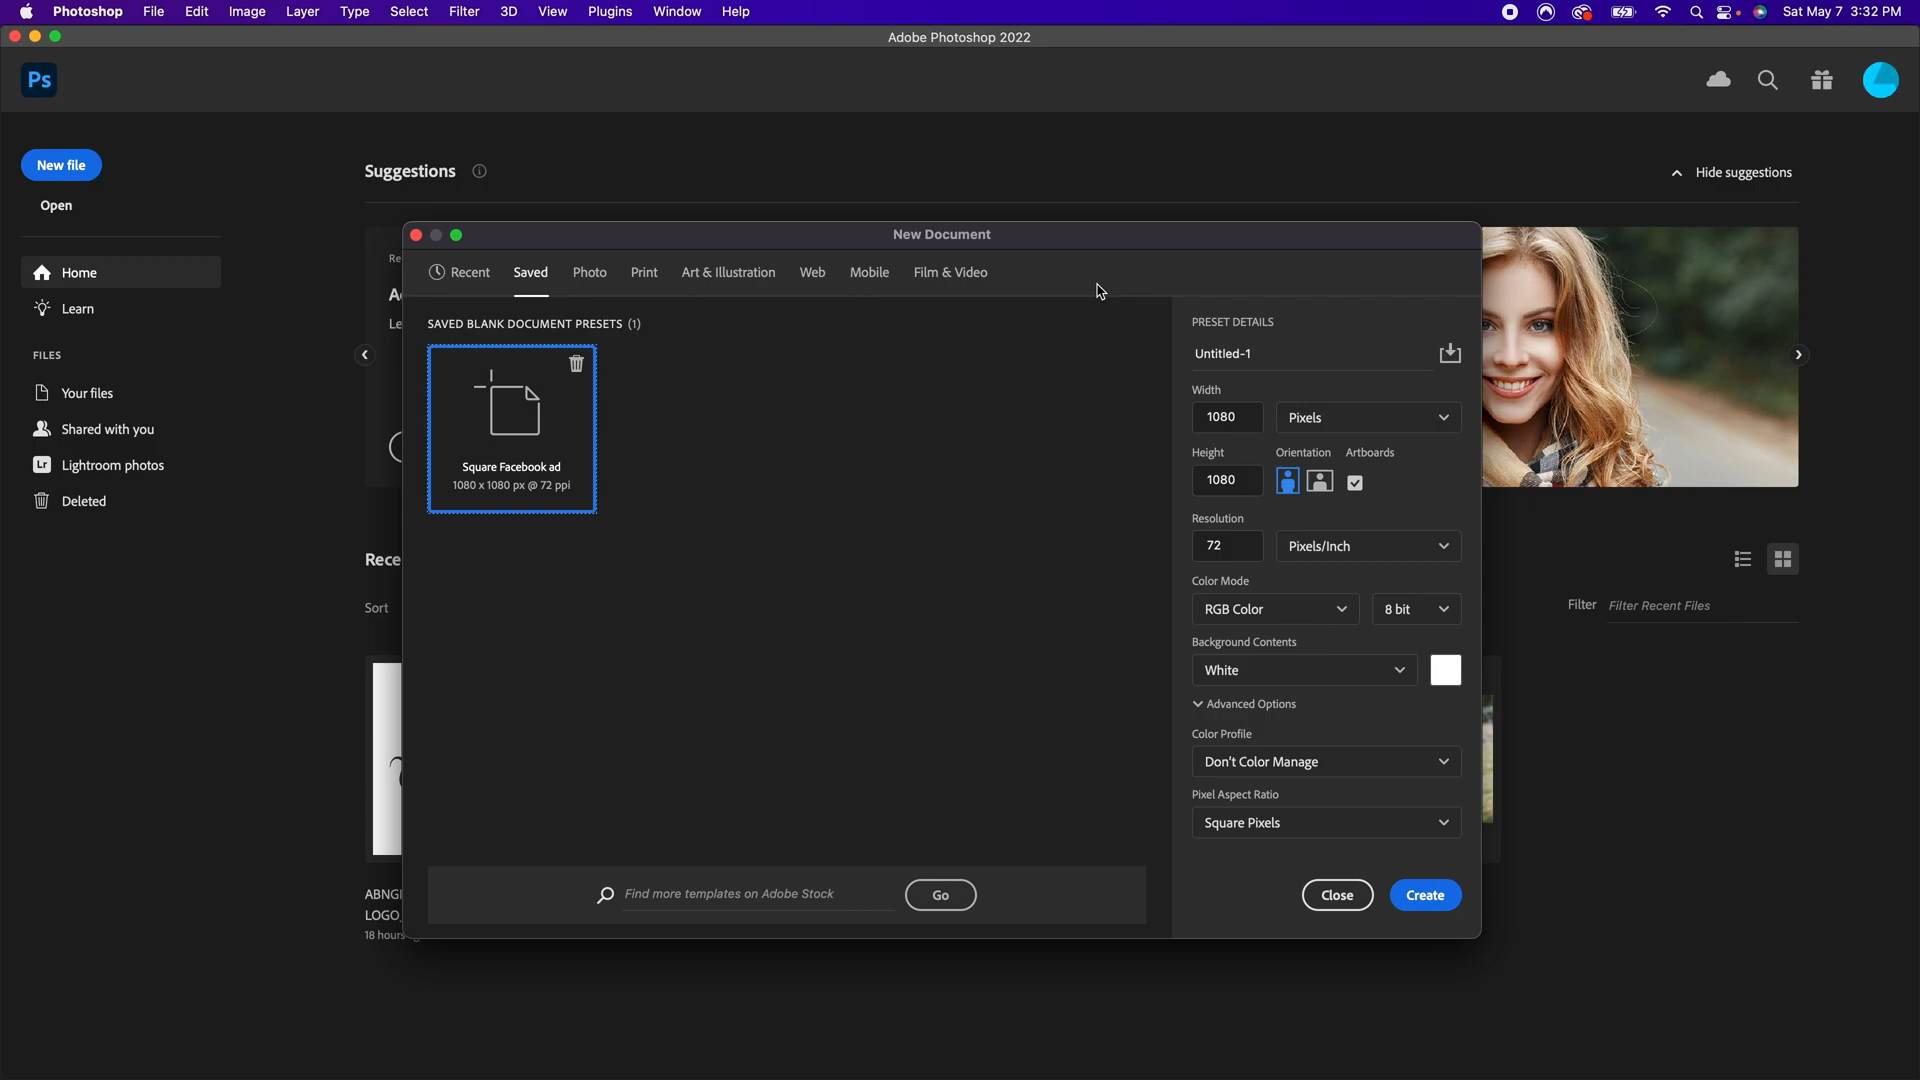 Photoshop File Edit Image Layer Type Select Filter 3D View Plugins Window Help Sat May 7 3:32 PM
Adobe Photoshop 2022
Ps
New file
Open
Home
Learn
FILES
Your files
Shared with you
Lr Lightroom photos
Deleted
Suggestions
Hide suggestions
New Document
Recent Saved Photo Print Art & Illustration Web Mobile Film & Video
SAVED BLANK DOCUMENT PRESETS (1)
Square Facebook ad
1080 x 1080 px @ 72 ppi
Find more templates on Adobe Stock Go
PRESET DETAILS
Untitled-1
Width
1080 Pixels
Height Orientation Artboards
1080
Resolution
72 Pixels/Inch
Color Mode
RGB Color 8 bit
Background Contents
White
Advanced Options
Color Profile
Don't Color Manage
Pixel Aspect Ratio
Square Pixels
Close Create
Rece
Sort
Filter Filter Recent Files
ABNGI
LOGO_
18 hours